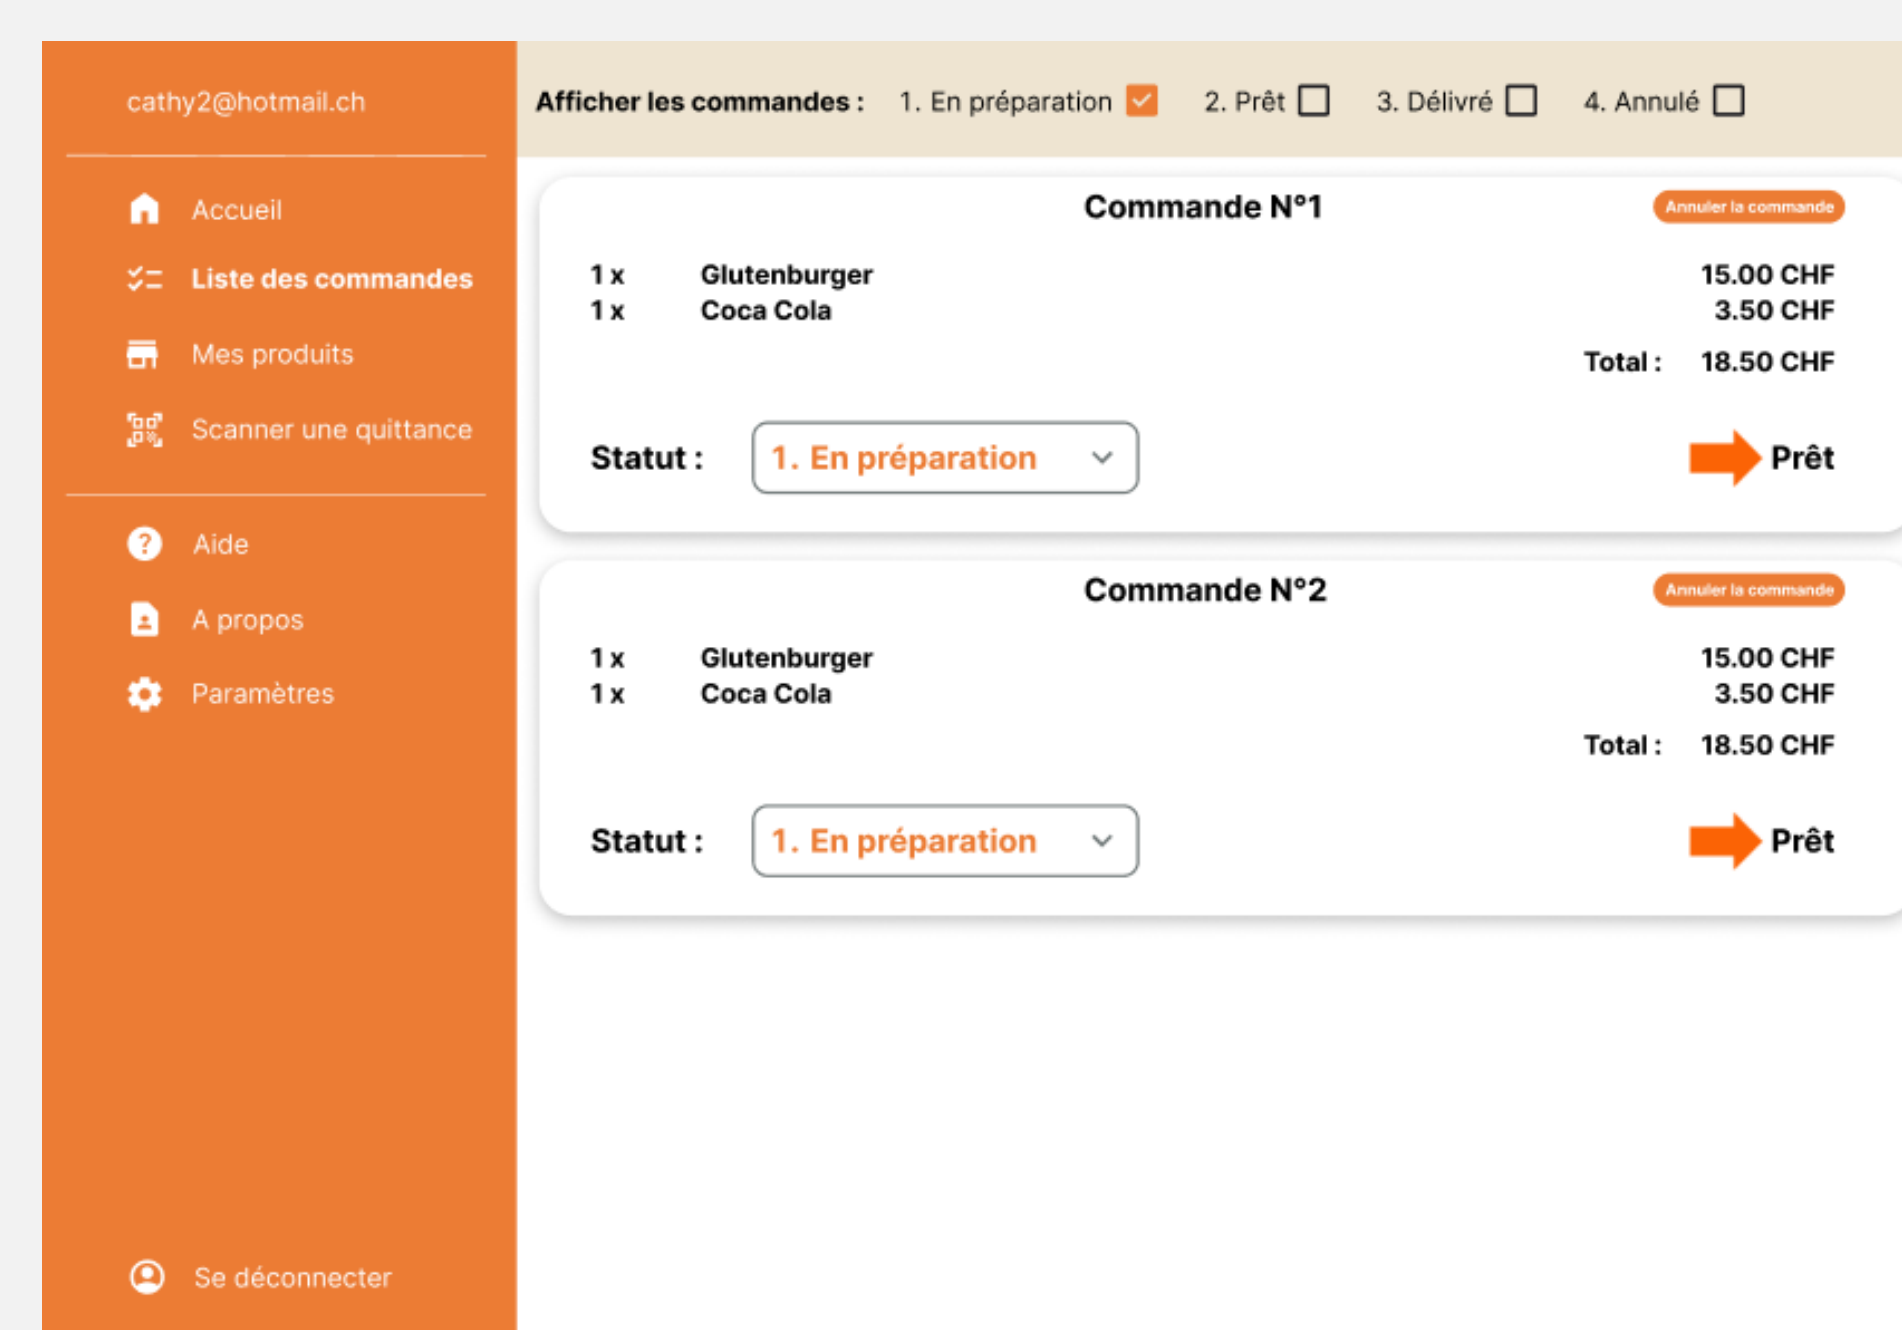 cathy2@hotmail.ch
Accueil
Liste des commandes
Mes produits
Scanner une quittance
Aide
A propos
Paramètres
Se déconnecter
Afficher les commandes : 1. En préparation 2. Prêt 3. Délivré 4. Annulé
Commande N°1 Annuler la commande
1 x Glutenburger 15.00 CHF
1 x Coca Cola 3.50 CHF
Total : 18.50 CHF
Statut : 1. En préparation Prêt
Commande N°2 Annuler la commande
1 x Glutenburger 15.00 CHF
1 x Coca Cola 3.50 CHF
Total : 18.50 CHF
Statut : 1. En préparation Prêt